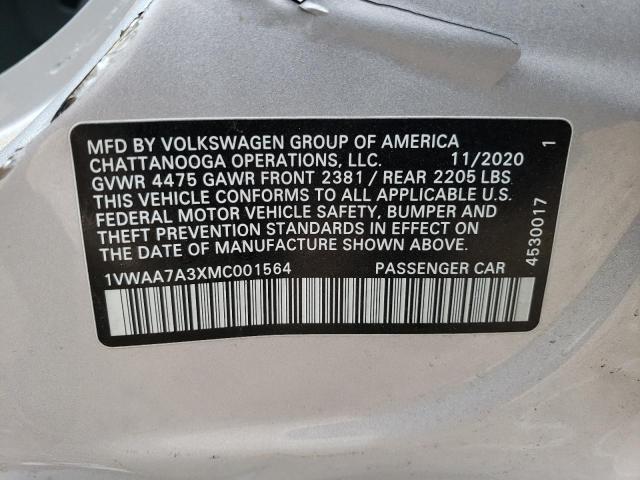 MFD BY VOLKSWAGEN GROUP OF AMERICA
CHATTANOOGA OPERATIONS, LLC. 11/2020
GVWR 4475 GAWR FRONT 2381 / REAR 2205 LBS
THIS VEHICLE CONFORMS TO ALL APPLICABLE U.S.
FEDERAL MOTOR VEHICLE SAFETY, BUMPER AND
THEFT PREVENTION STANDARDS IN EFFECT ON
THE DATE OF MANUFACTURE SHOWN ABOVE.
1VWAA7A3XMC001564 PASSENGER CAR
4530017 1